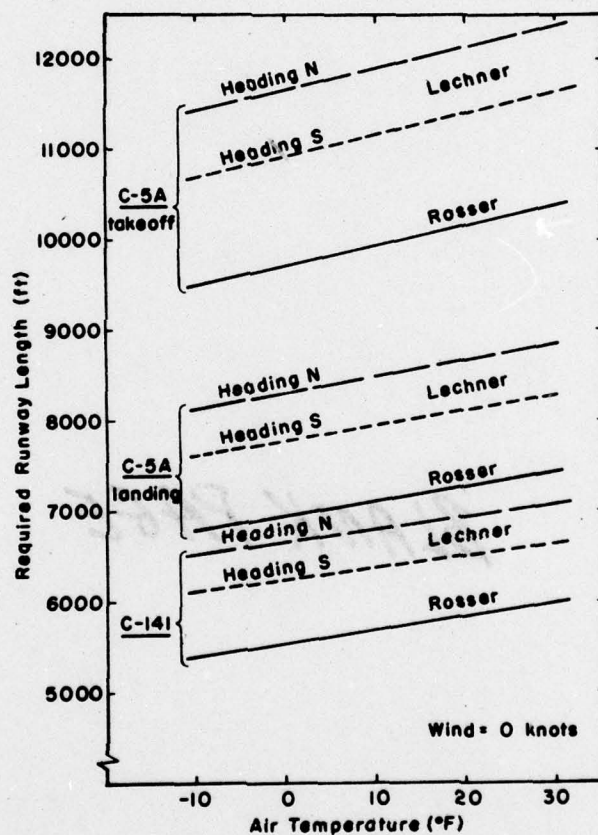 12000
11000
10000
9000
8000
7000
6000
5000
Required Runway Length (ft)
Heading N
Lechner
Heading S
C-5A
takeoff
Rosser
Heading N
Lechner
Heading S
C-5A
landing
Rosser
Heading N
Lechner
Heading S
C-141
Rosser
Wind = 0 knots
-10 0 10 20 30
Air Temperature (°F)